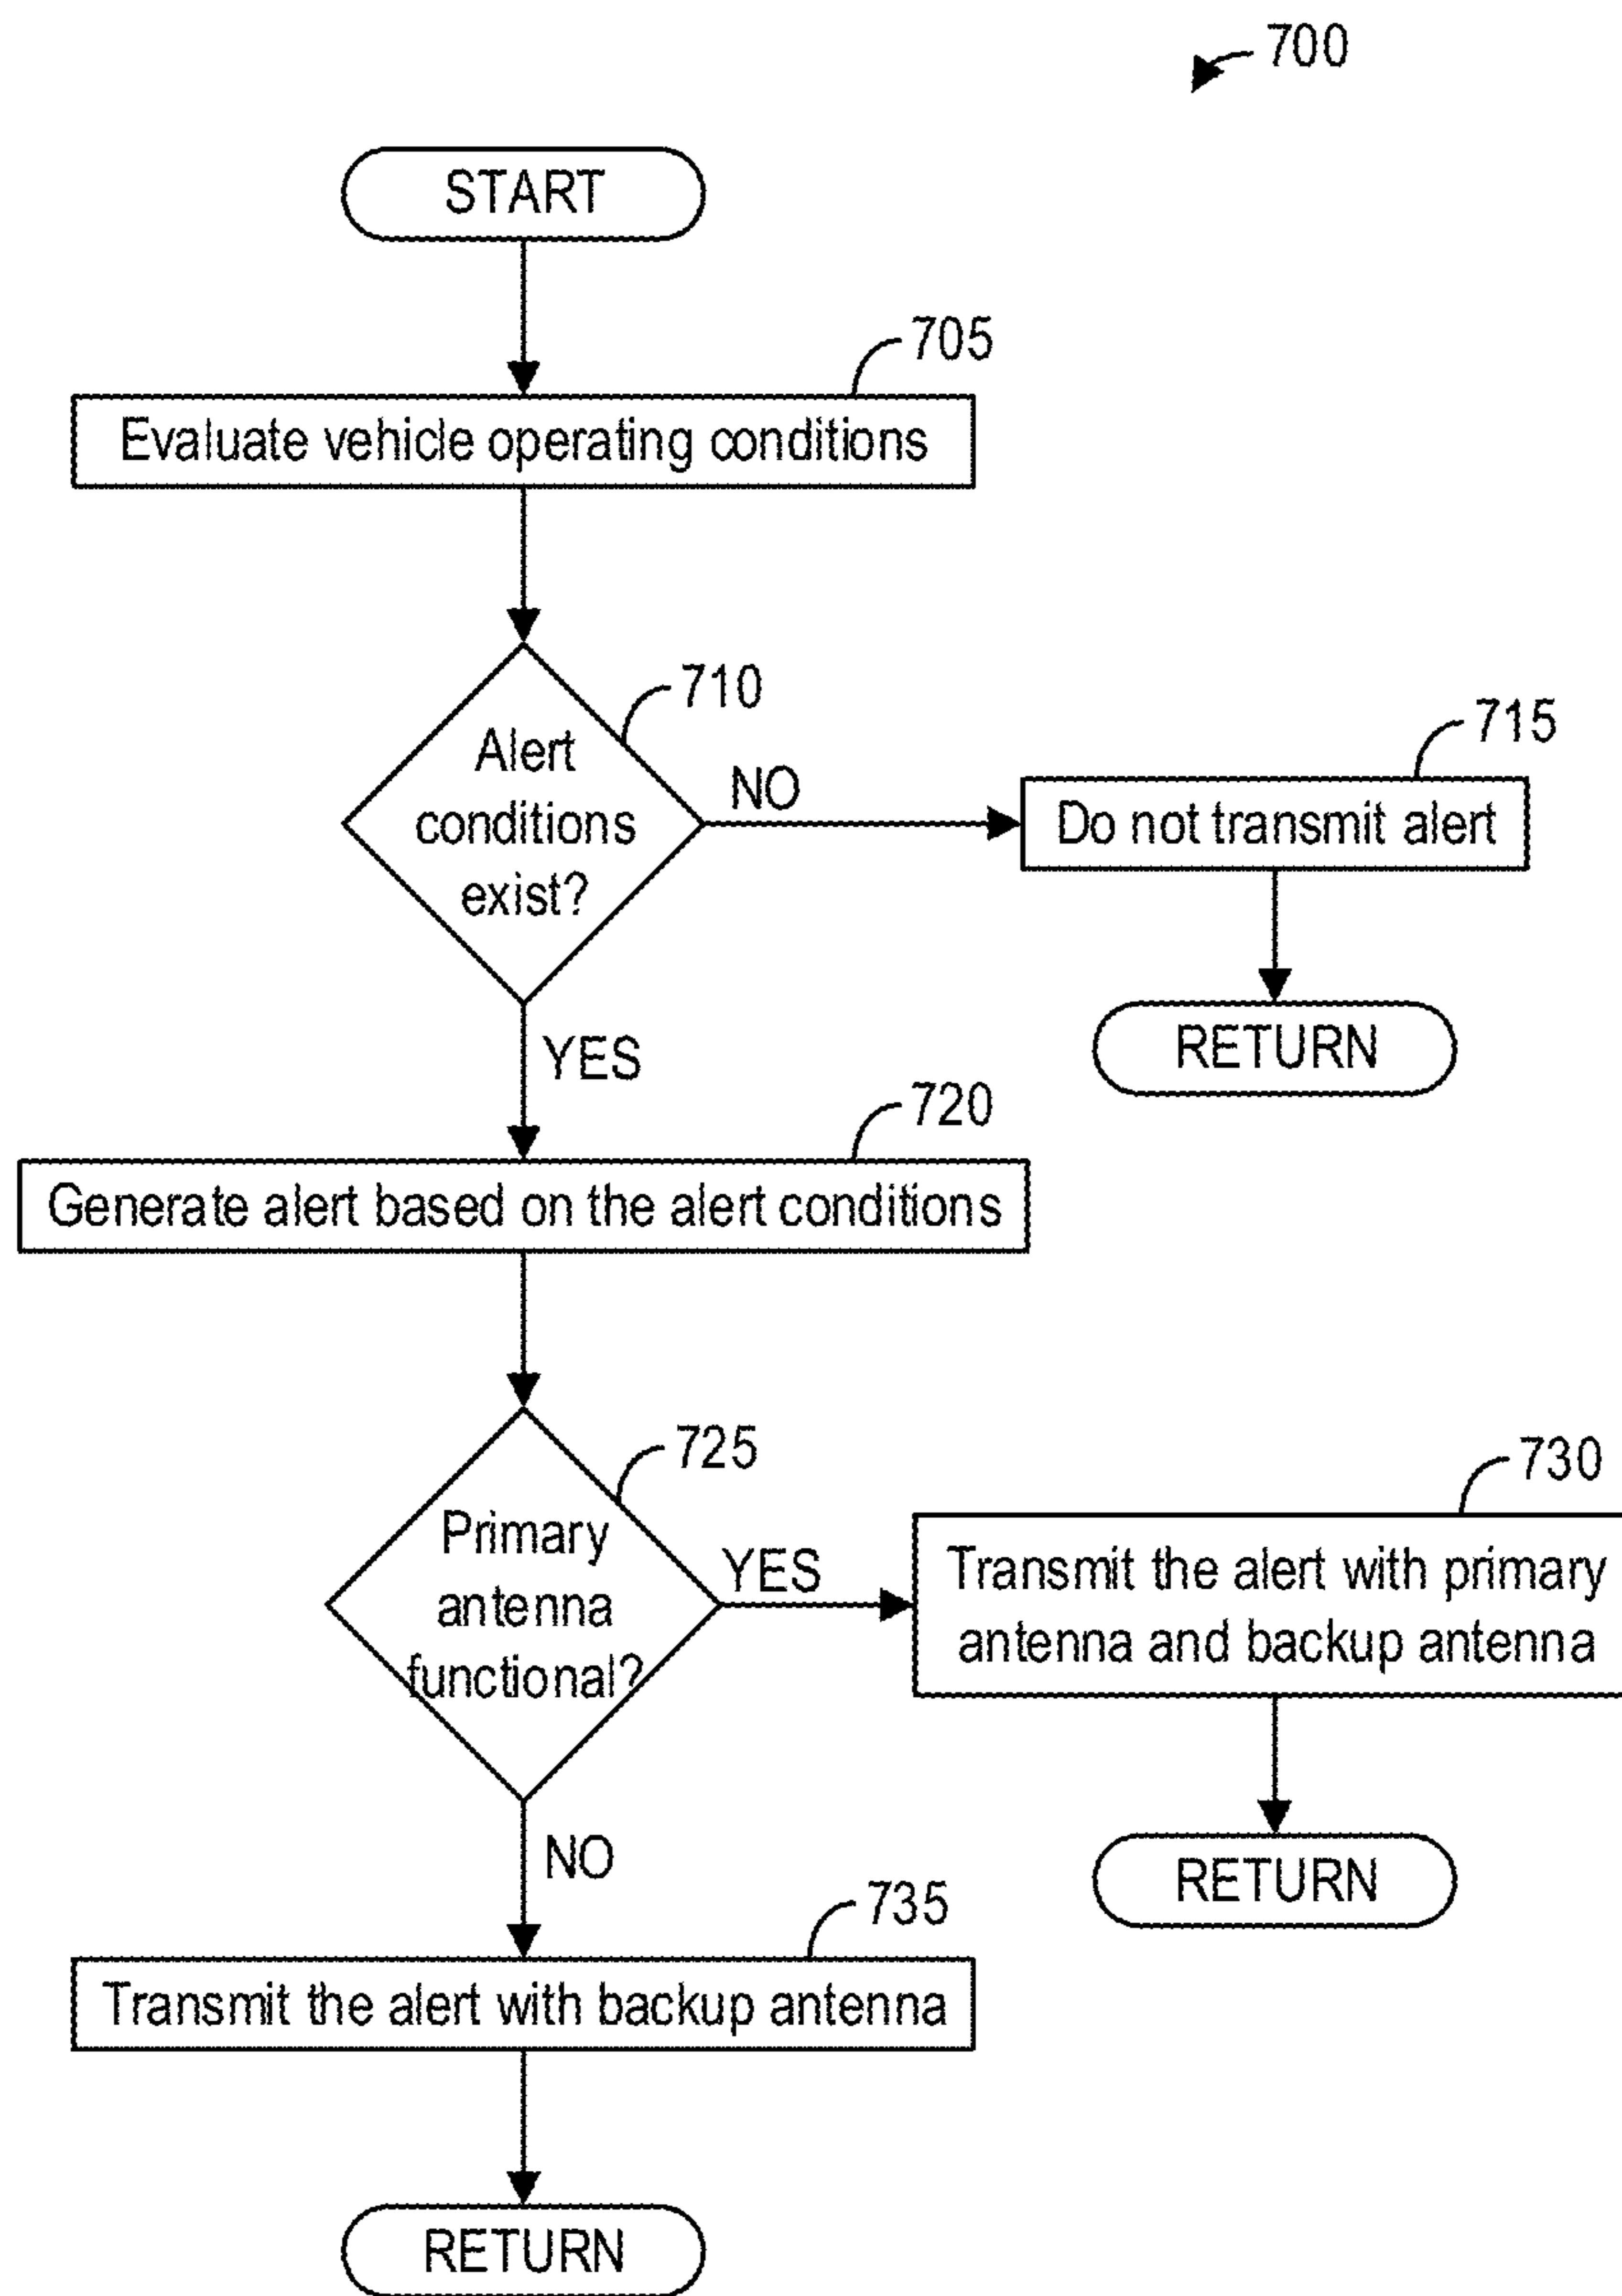 700
START
705
Evaluate vehicle operating conditions
710
Alert
conditions
exist?
NO
715
Do not transmit alert
RETURN
YES
720
Generate alert based on the alert conditions
725
Primary
antenna
functional?
YES
730
Transmit the alert with primary
antenna and backup antenna
RETURN
NO
735
Transmit the alert with backup antenna
RETURN